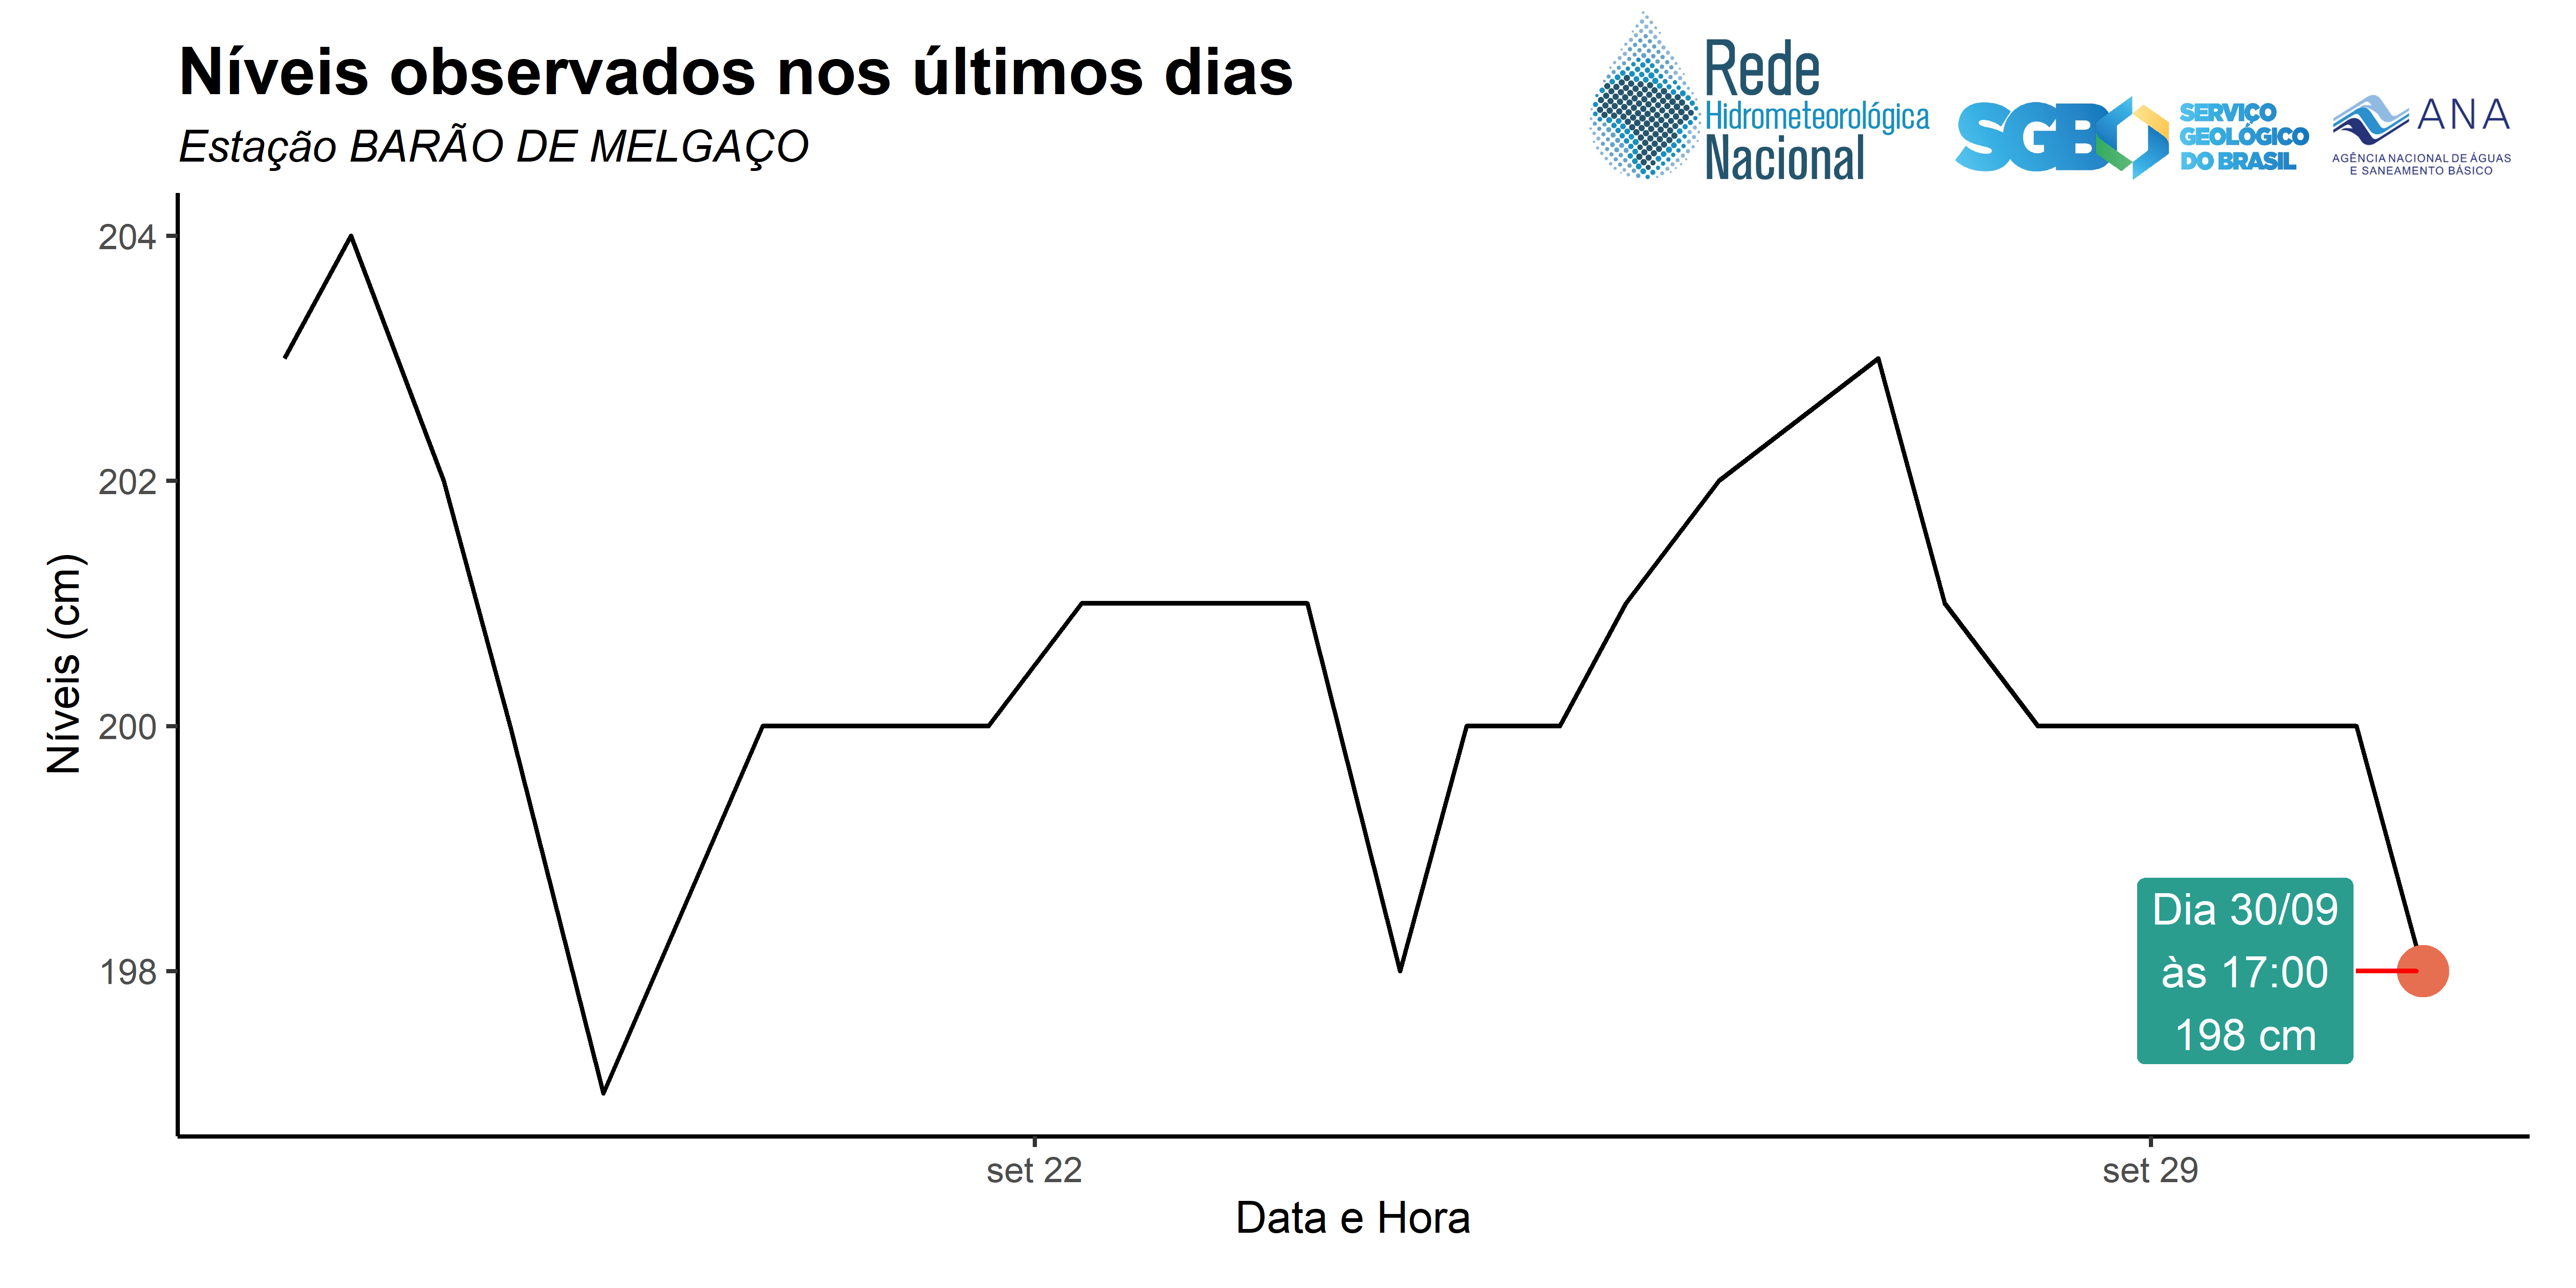 Níveis observados nos últimos dias
Estação BARÃO DE MELGAÇO
Rede
Hidrometeorológica
Nacional
SGB
SERVIÇO
GEOLÓGICO
DO BRASIL
ANA
AGÊNCIA NACIONAL DE ÁGUAS
E SANEAMENTO BÁSICO
Níveis (cm)
204
202
200
198
Dia 30/09
às 17:00
198 cm
set 22
set 29
Data e Hora